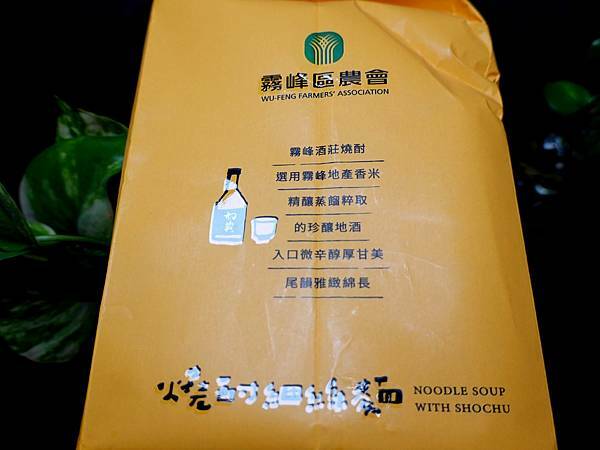 霧峰區農會
WU-FENG FARMERS' ASSOCIATION
霧峰酒莊燒酎
選用霧峰地產香米
精釀蒸餾粹取
的珍釀地酒
入口微辛醇厚甘美
尾韻雅緻綿長
燒酎細綿麵
NOODLE SOUP
WITH SHOCHU